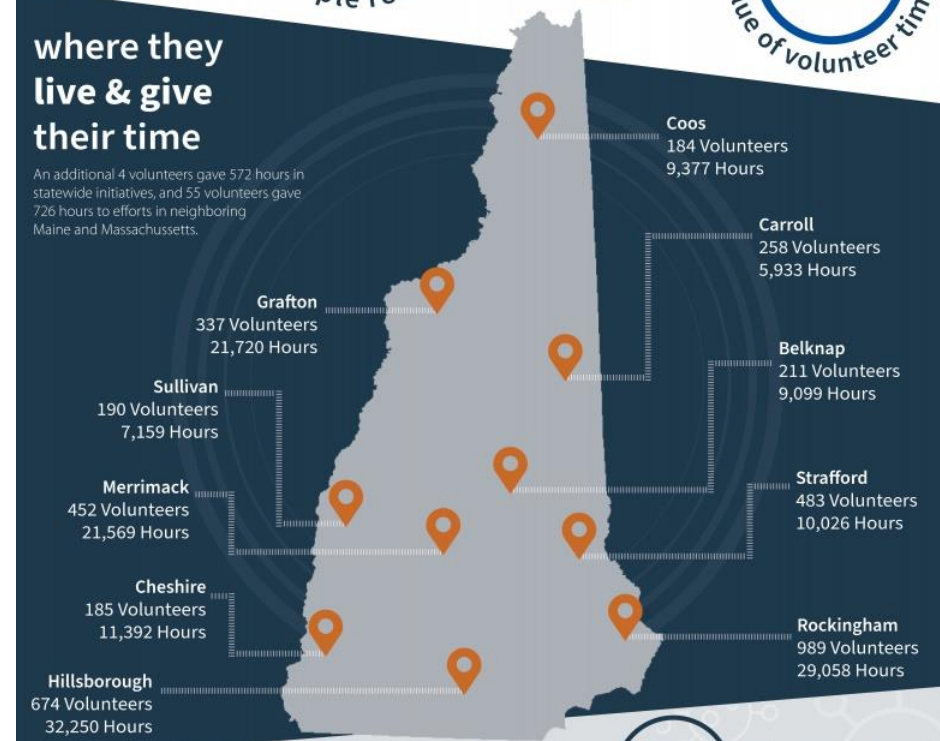 of volunteer time
where they
live & give
their time
An additional 4 volunteers gave 572 hours in
statewide initiatives, and 55 volunteers gave
726 hours to efforts in neighboring
Maine and Massachussetts.
Coos
184 Volunteers
9,377 Hours
Carroll
258 Volunteers
5,933 Hours
Grafton
337 Volunteers
21,720 Hours
Belknap
211 Volunteers
9,099 Hours
Sullivan
190 Volunteers
7,159 Hours
Strafford
483 Volunteers
10,026 Hours
Merrimack
452 Volunteers
21,569 Hours
Cheshire
185 Volunteers
11,392 Hours
Rockingham
989 Volunteers
29,058 Hours
Hillsborough
674 Volunteers
32,250 Hours